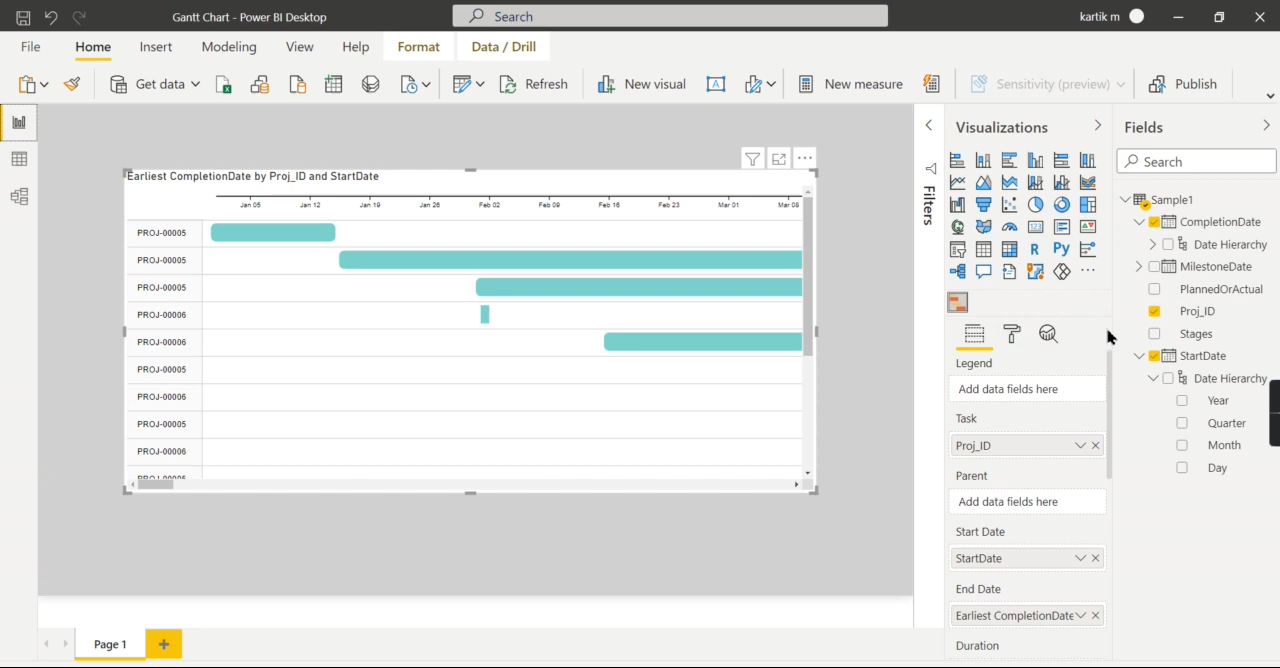 Gantt Chart - Power BI Desktop
Search
kartik m
File Home Insert Modeling View Help Format Data / Drill
Get data Refresh New visual New measure Sensitivity (preview) Publish
Earliest CompletionDate by Proj_ID and StartDate
Jan 05 Jan 12 Jan 19 Jan 26 Feb 02 Feb 09 Feb 16 Feb 23 Mar 01 Mar 08
PROJ-00005
PROJ-00005
PROJ-00005
PROJ-00006
PROJ-00006
PROJ-00005
PROJ-00006
PROJ-00005
PROJ-00006
Page 1
Filters
Visualizations
R Py
Legend
Add data fields here
Task
Proj_ID
Parent
Add data fields here
Start Date
StartDate
End Date
Earliest CompletionDate
Duration
Fields
Search
Sample1
CompletionDate
Date Hierarchy
MilestoneDate
PlannedOrActual
Proj_ID
Stages
StartDate
Date Hierarchy
Year
Quarter
Month
Day